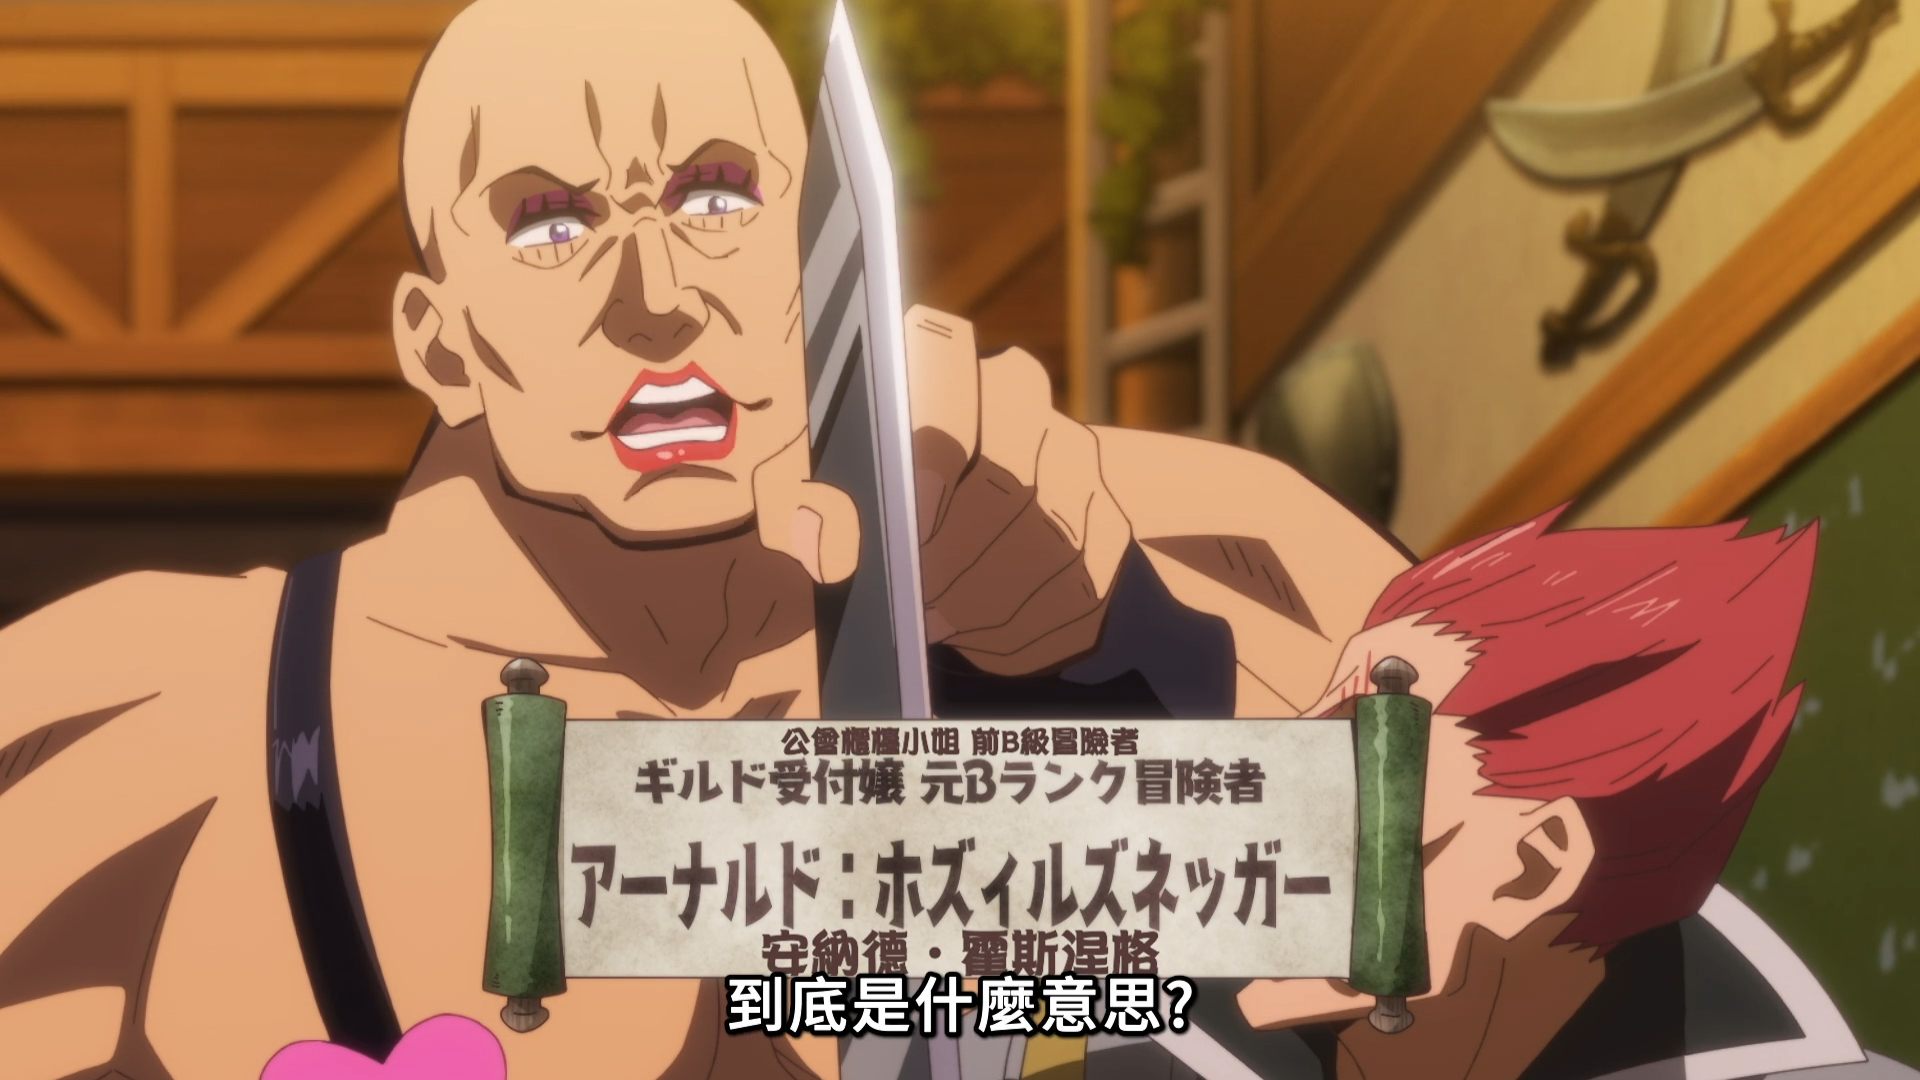 公會櫃檯小姐 前B級冒險者
ギルド受付嬢 元Bランク冒険者
アーナルド：ホズィルズネッガー
安納德・霍斯涅格
到底是什麼意思?